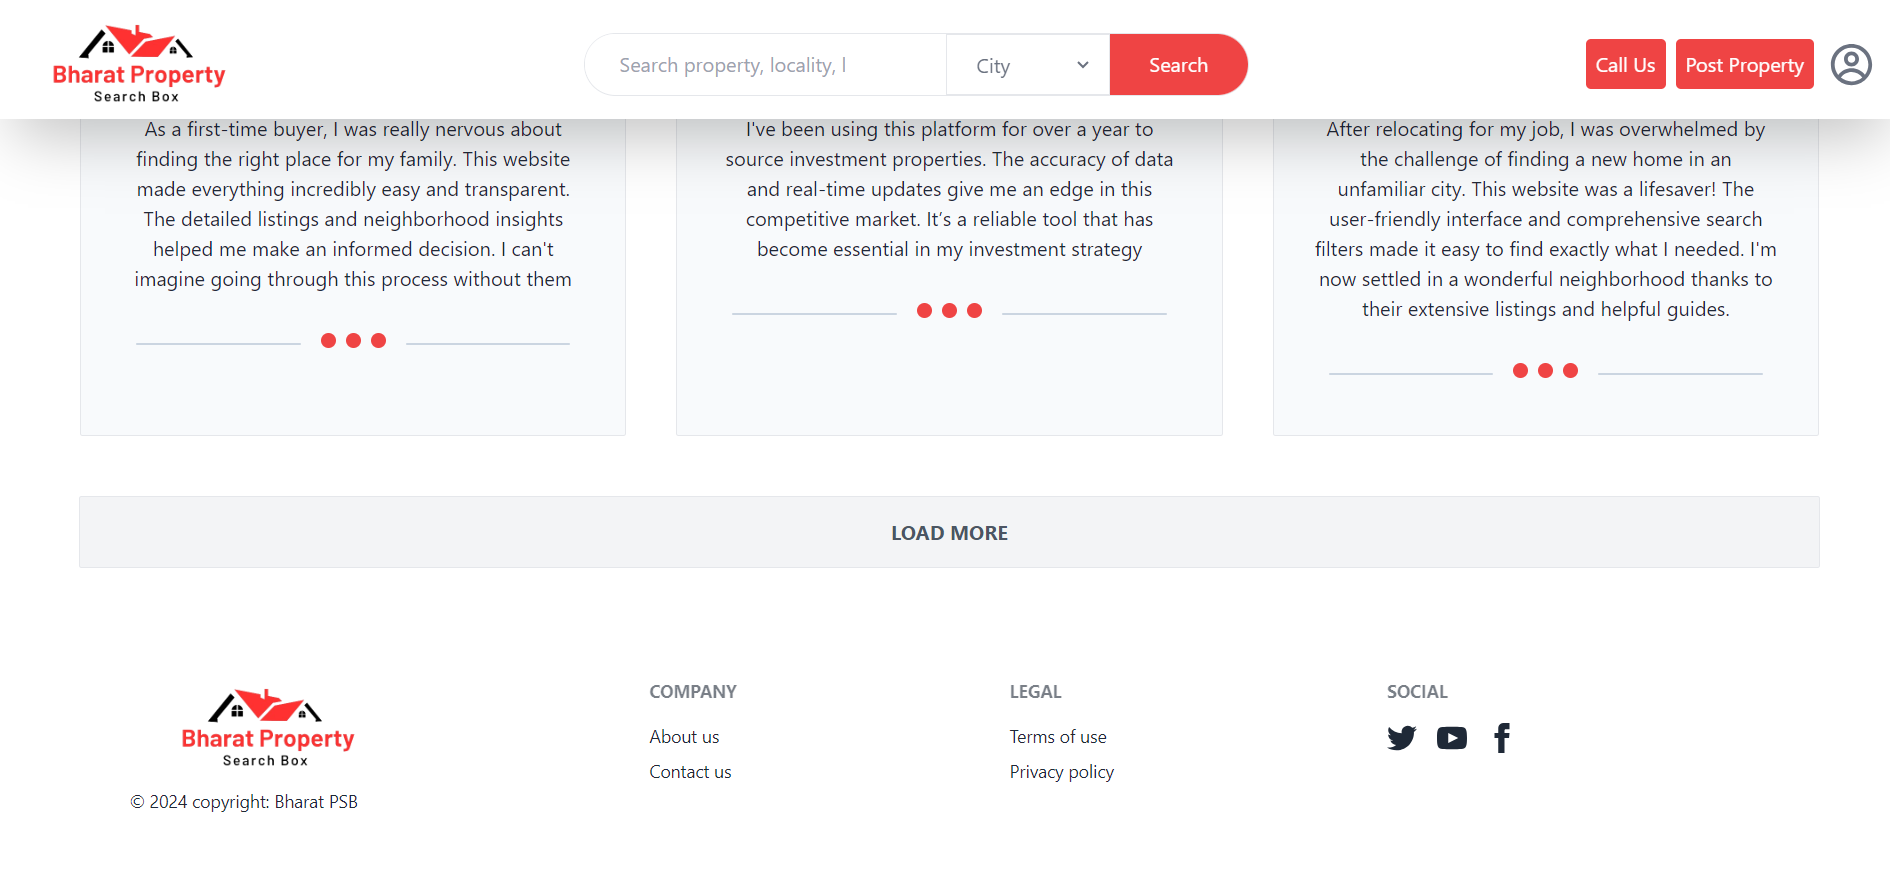 Bharat Property
Search Box
Search property, locality, l
City
Search
Call Us
Post Property
As a first-time buyer, I was really nervous about
finding the right place for my family. This website
made everything incredibly easy and transparent.
The detailed listings and neighborhood insights
helped me make an informed decision. I can't
imagine going through this process without them
I've been using this platform for over a year to
source investment properties. The accuracy of data
and real-time updates give me an edge in this
competitive market. It’s a reliable tool that has
become essential in my investment strategy
After relocating for my job, I was overwhelmed by
the challenge of finding a new home in an
unfamiliar city. This website was a lifesaver! The
user-friendly interface and comprehensive search
filters made it easy to find exactly what I needed. I'm
now settled in a wonderful neighborhood thanks to
their extensive listings and helpful guides.
LOAD MORE
Bharat Property
Search Box
© 2024 copyright: Bharat PSB
COMPANY
About us
Contact us
LEGAL
Terms of use
Privacy policy
SOCIAL